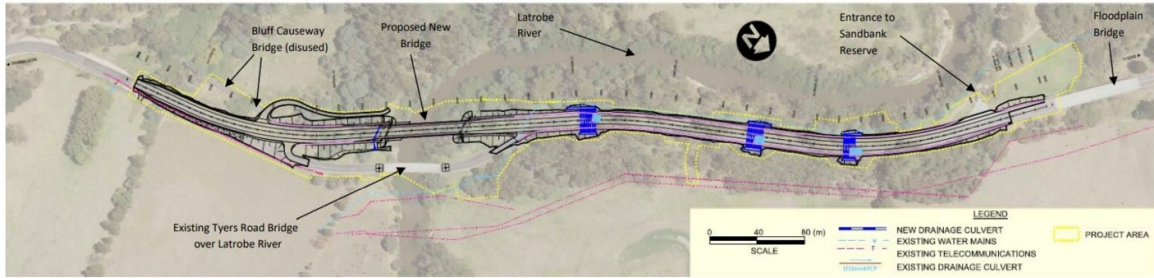 Bluff Causeway
Bridge (disused)
Proposed New
Bridge
Latrobe
River
N
Entrance to
Sandbank
Reserve
Floodplain
Bridge
Existing Tyers Road Bridge
over Latrobe River
0 40 80 (m)
SCALE
LEGEND
NEW DRAINAGE CULVERT
EXISTING WATER MAINS
EXISTING TELECOMMUNICATIONS
EXISTING DRAINAGE CULVERT
PROJECT AREA